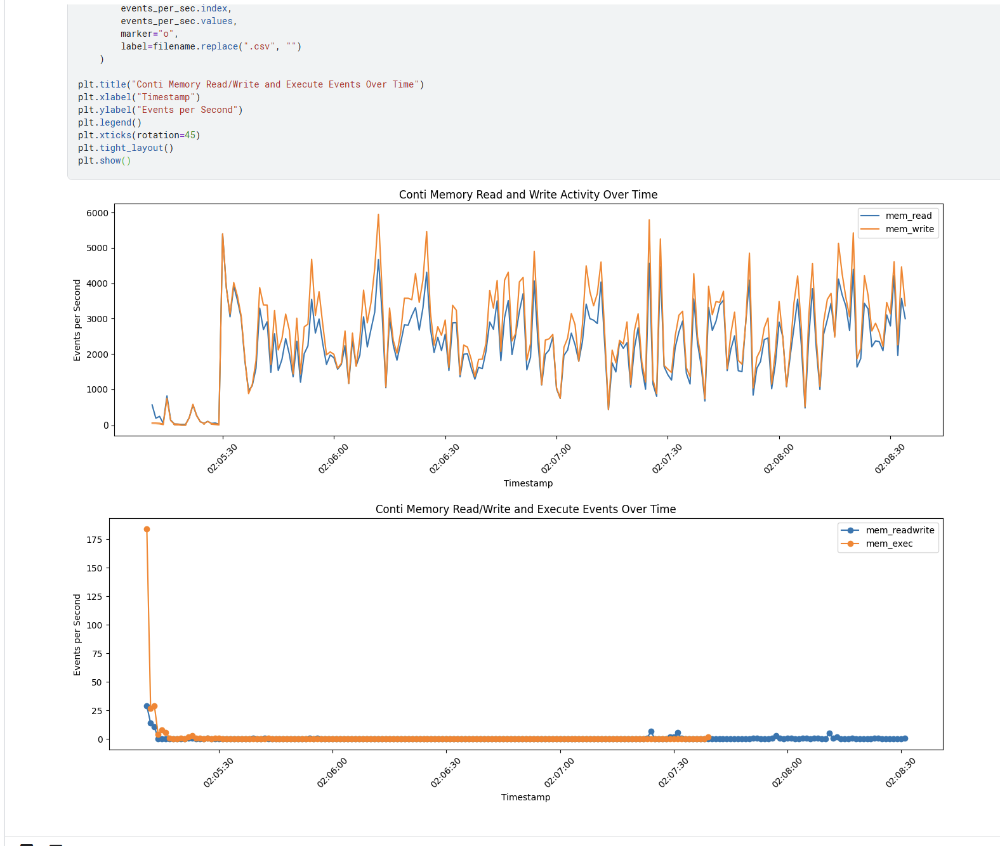 events_per_sec.index,
events_per_sec.values,
marker="o",
label=filename.replace(".csv", "")
)
plt.title("Conti Memory Read/Write and Execute Events Over Time")
plt.xlabel("Timestamp")
plt.ylabel("Events per Second")
plt.legend()
plt.xticks(rotation=45)
plt.tight_layout()
plt.show()
Conti Memory Read and Write Activity Over Time
mem_read
mem_write
Events per Second
6000
5000
4000
3000
2000
1000
0
02:05:30
02:06:00
02:06:30
02:07:00
02:07:30
02:08:00
02:08:30
Timestamp
Conti Memory Read/Write and Execute Events Over Time
mem_readwrite
mem_exec
Events per Second
175
150
125
100
75
50
25
0
02:05:30
02:06:00
02:06:30
02:07:00
02:07:30
02:08:00
02:08:30
Timestamp